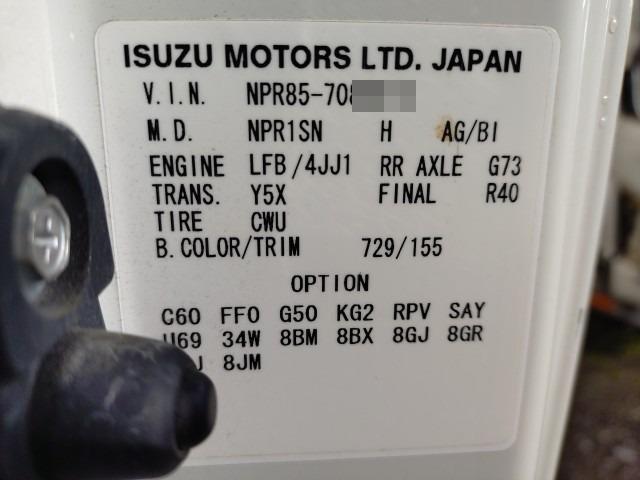 ISUZU MOTORS LTD. JAPAN
V.I.N. NPR85-708
M.D. NPR1SN H AG/BI
ENGINE LFB/4JJ1 RR AXLE G73
TRANS. Y5X FINAL R40
TIRE CWU
B.COLOR/TRIM 729/155
OPTION
C60 FF0 G50 KG2 RPV SAY
U69 34W 8BM 8BX 8GJ 8GR
8JM